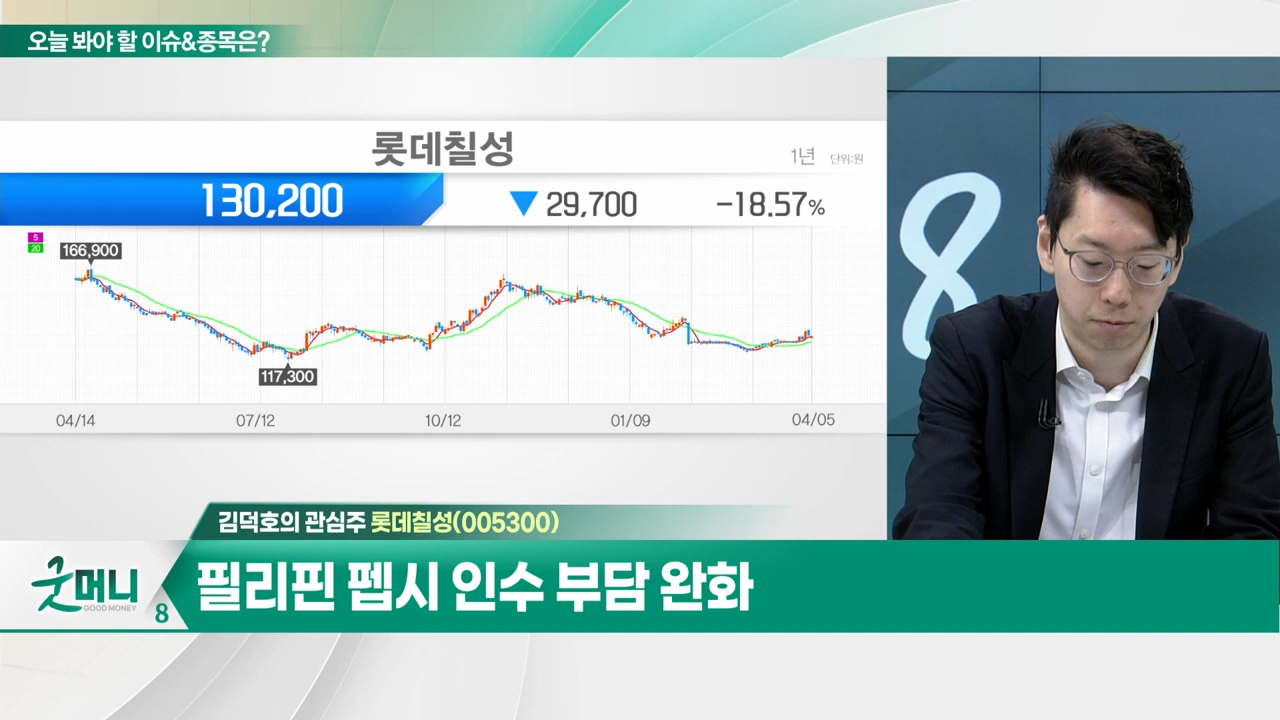 오늘 봐야 할 이슈&종목은?
롯데칠성
1년 단위:원
130,200 ▼ 29,700 -18.57%
5
20
166,900
117,300
04/14 07/12 10/12 01/09 04/05
8
김덕호의 관심주 롯데칠성(005300)
필리핀 펩시 인수 부담 완화
굿머니
GOOD MONEY
8